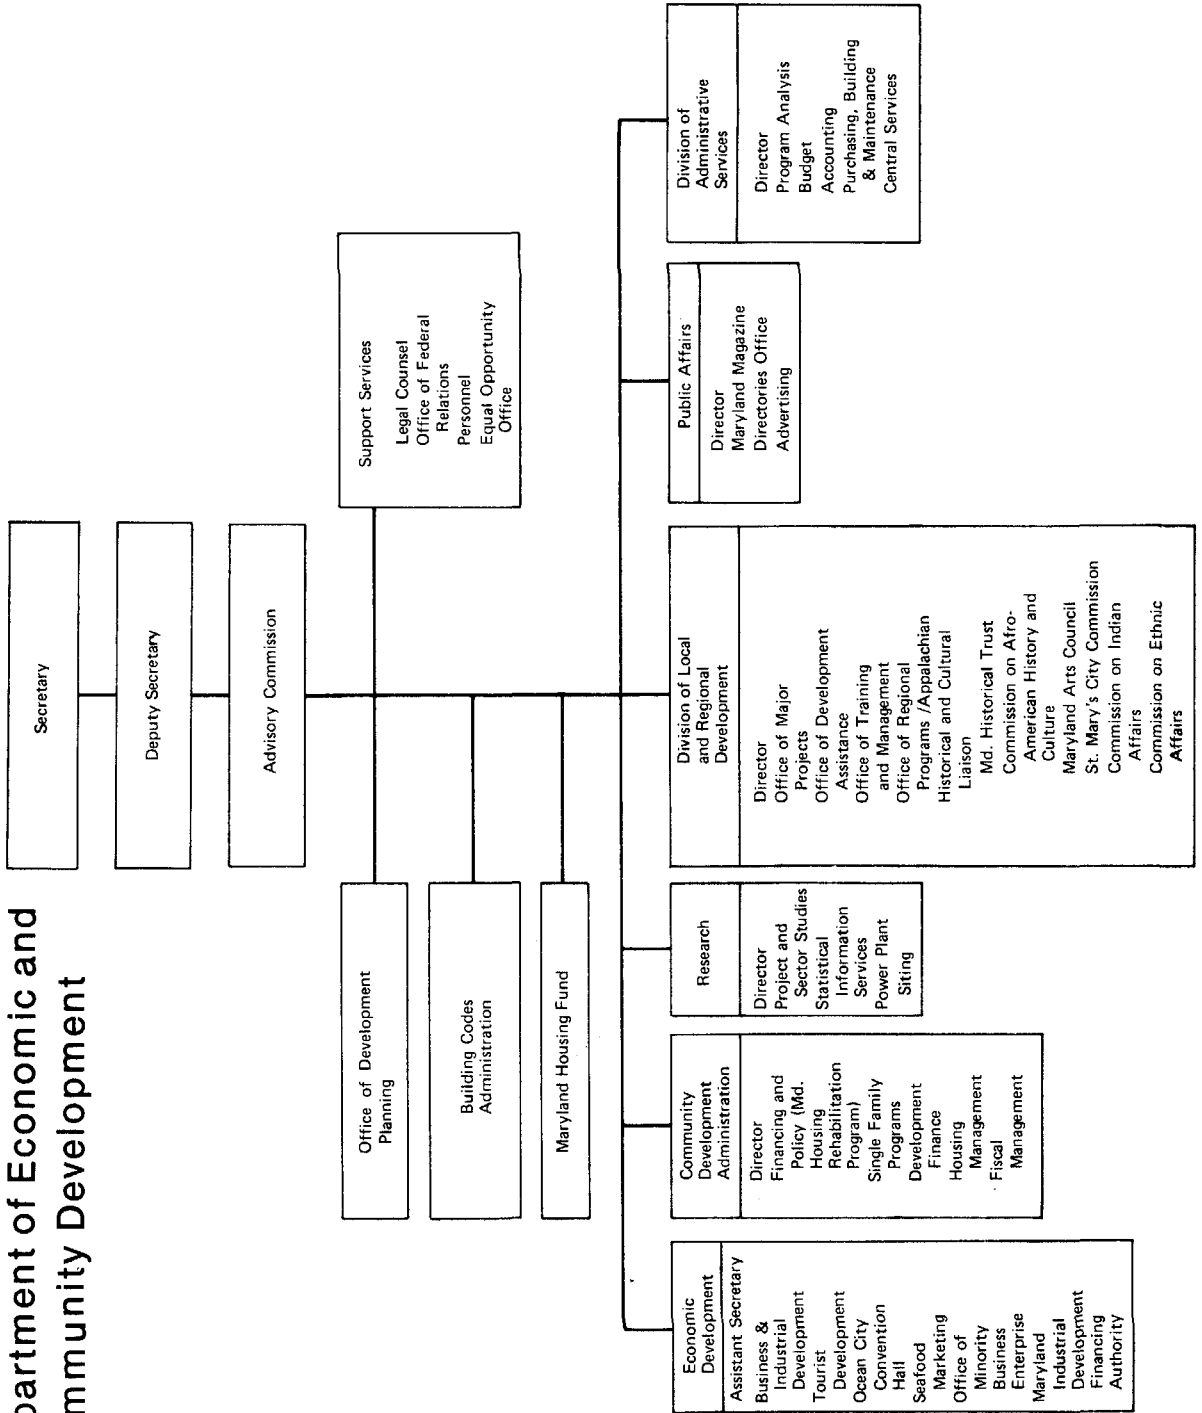 partment of Economic and
mmunity Development
Secretary
Deputy Secretary
Advisory Commission
Office of Development
Planning
Support Services
Legal Counsel
Office of Federal
Relations
Personnel
Equal Opportunity
Office
Building Codes
Administration
Maryland Housing Fund
Economic
Development
Assistant Secretary
Business &
Industrial
Development
Tourist
Development
Ocean City
Convention
Hall
Seafood
Marketing
Office of
Minority
Business
Enterprise
Maryland
Industrial
Development
Financing
Authority
Community
Development
Administration
Director
Financing and
Policy (Md.
Housing
Rehabilitation
Program)
Single Family
Programs
Development
Finance
Housing
Management
Fiscal
Management
Research
Director
Project and
Sector Studies
Statistical
Information
Services
Power Plant
Siting
Division of Local
and Regional
Development
Director
Office of Major
Projects
Office of Development
Assistance
Office of Training
and Management
Office of Regional
Programs /Appalachian
Historical and Cultural
Liaison
Md. Historical Trust
Commission on Afro-
American History and
Culture
Maryland Arts Council
St. Mary's City Commission
Commission on Indian
Affairs
Commission on Ethnic
Affairs
Public Affairs
Director
Maryland Magazine
Directories Office
Advertising
Division of
Administrative
Services
Director
Program Analysis
Budget
Accounting
Purchasing, Building
& Maintenance
Central Services